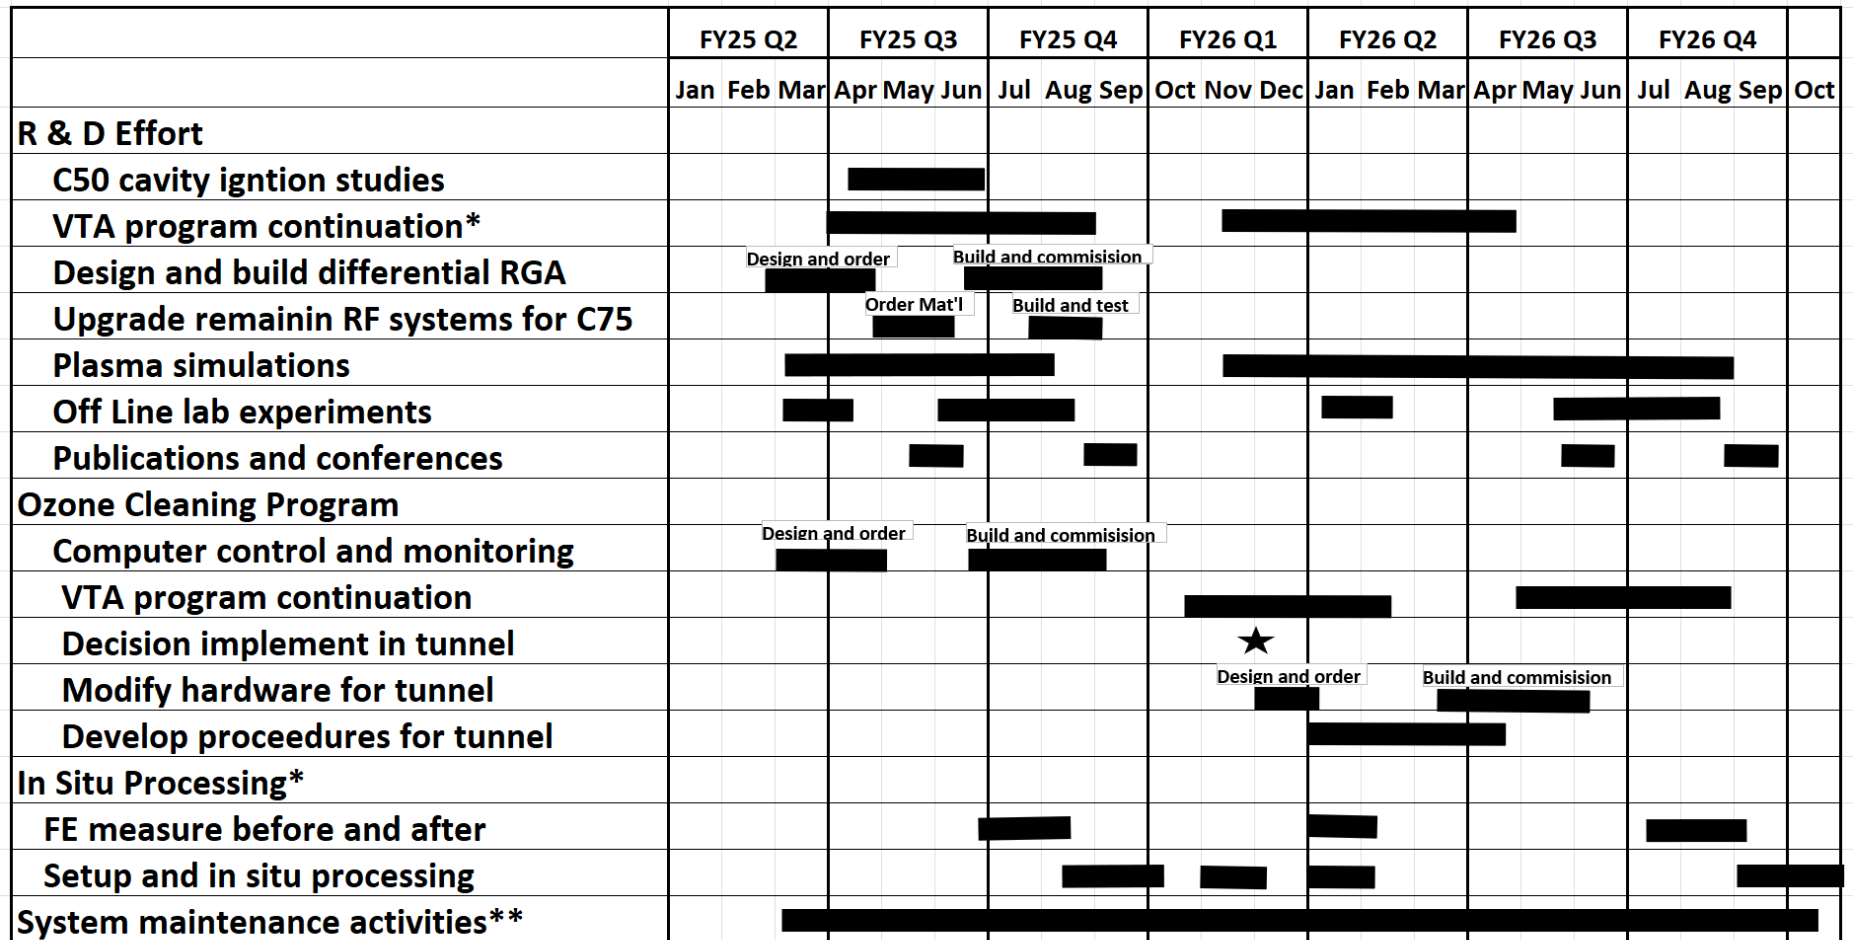 FY25 Q2 FY25 Q3 FY25 Q4 FY26 Q1 FY26 Q2 FY26 Q3 FY26 Q4
Jan Feb Mar Apr May Jun Jul Aug Sep Oct Nov Dec Jan Feb Mar Apr May Jun Jul Aug Sep Oct
R & D Effort
C50 cavity igntion studies
VTA program continuation*
Design and order Build and commisision
Design and build differential RGA
Order Mat'l Build and test
Upgrade remainin RF systems for C75
Plasma simulations
Off Line lab experiments
Publications and conferences
Ozone Cleaning Program
Design and order Build and commisision
Computer control and monitoring
VTA program continuation
Decision implement in tunnel
Design and order Build and commisision
Modify hardware for tunnel
Develop proceedures for tunnel
In Situ Processing*
FE measure before and after
Setup and in situ processing
System maintenance activities**